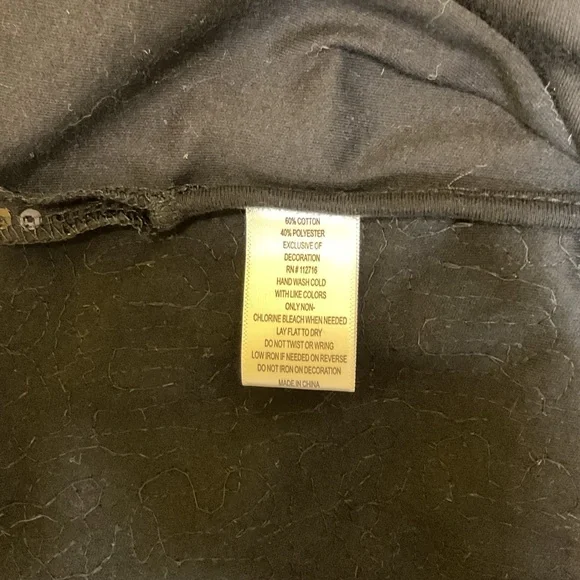 60% COTTON
40% POLYESTER
EXCLUSIVE OF
DECORATION
RN # 112716
HAND WASH COLD
WITH LIKE COLORS
ONLY NON-
CHLORINE BLEACH WHEN NEEDED
LAY FLAT TO DRY
DO NOT TWIST OR WRING
LOW IRON IF NEEDED ON REVERSE
DO NOT IRON ON DECORATION
MADE IN CHINA